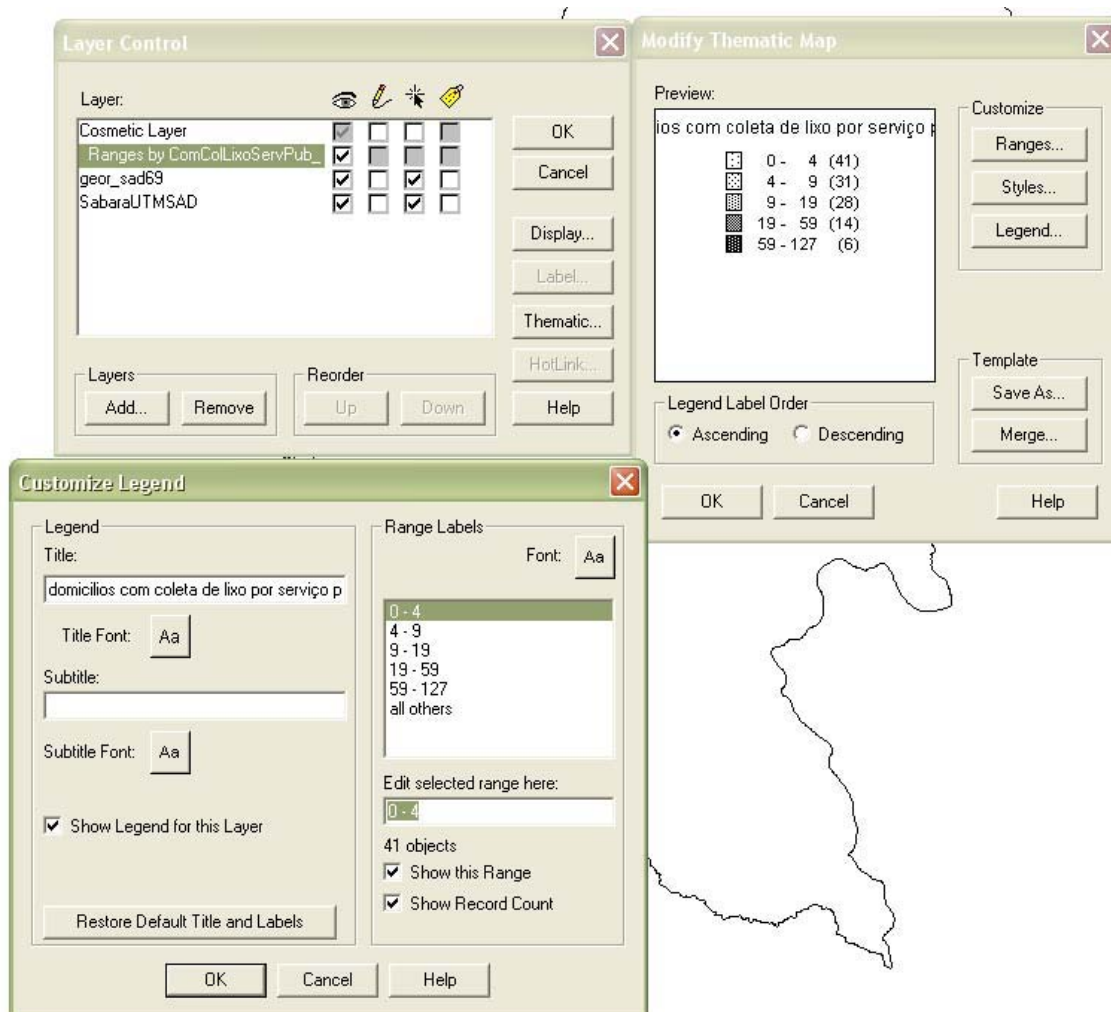 Layer Control
Layer:
Cosmetic Layer
Ranges by ComColLixoServPub_
geor_sad69
SabaraUTMSAD
OK
Cancel
Display...
Label...
Thematic...
HotLink...
Help
Layers
Add...
Remove
Reorder
Up
Down
Modify Thematic Map
Preview:
ios com coleta de lixo por serviço p
0 - 4 (41)
4 - 9 (31)
9 - 19 (28)
19 - 59 (14)
59 - 127 (6)
Customize
Ranges...
Styles...
Legend...
Legend Label Order
Ascending
Descending
Template
Save As...
Merge...
OK
Cancel
Help
Customize Legend
Legend
Title:
domicilios com coleta de lixo por serviço p
Title Font: Aa
Subtitle:
Subtitle Font: Aa
Show Legend for this Layer
Restore Default Title and Labels
Range Labels
Font: Aa
0 - 4
4 - 9
9 - 19
19 - 59
59 - 127
all others
Edit selected range here:
0 - 4
41 objects
Show this Range
Show Record Count
OK
Cancel
Help